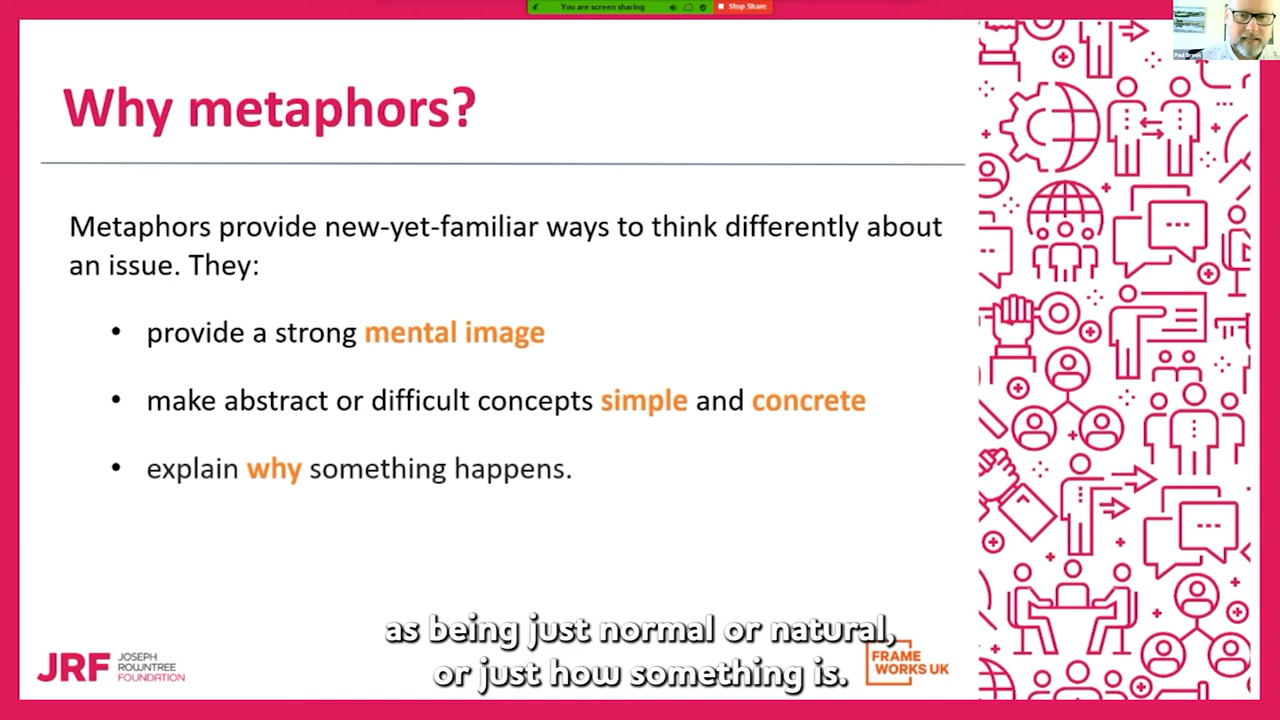 You are screen sharing
Stop Share
Why metaphors?
Metaphors provide new-yet-familiar ways to think differently about
an issue. They:
• provide a strong mental image
• make abstract or difficult concepts simple and concrete
• explain why something happens.
as being just normal or natural,
or just how something is.
JRF
JOSEPH
ROWNTREE
FOUNDATION
FRAME
WORKS UK